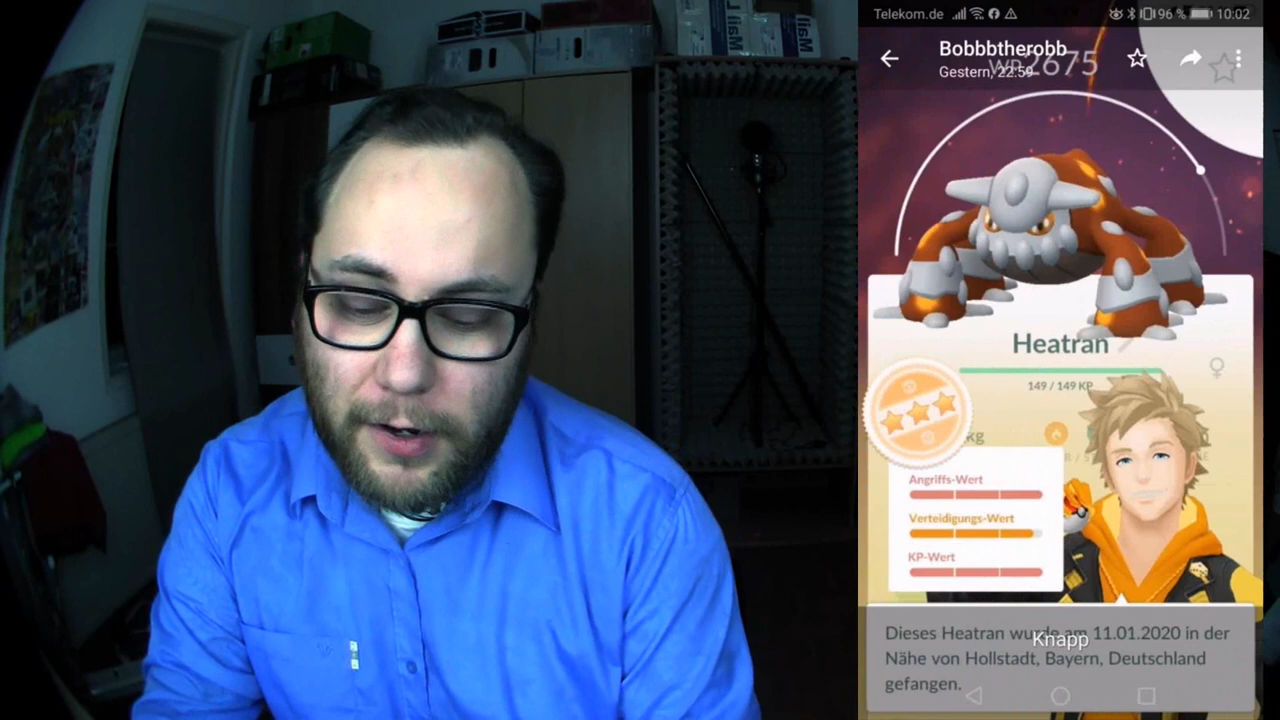 Telekom.de 96 % 10:02
Bobbbtherobb
WP2675
Gestern, 22:59
Heatran
149 / 149 KP
kg
Angriffs-Wert
Verteidigungs-Wert
KP-Wert
Knapp
Dieses Heatran wurde am 11.01.2020 in der
Nähe von Hollstadt, Bayern, Deutschland
gefangen.